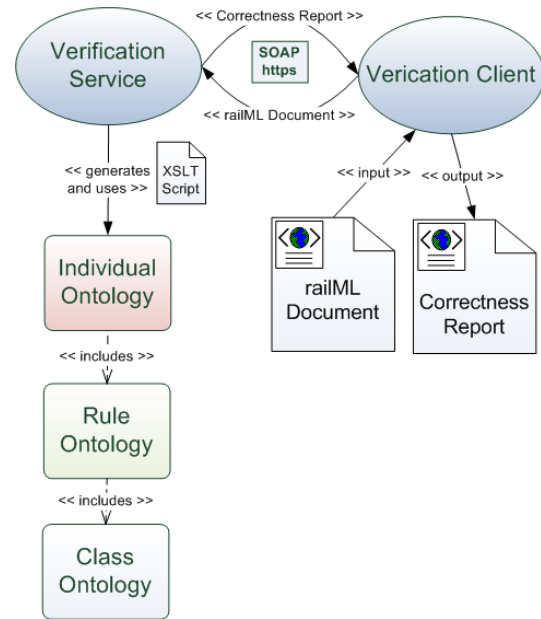 << Correctness Report >>
Verification
Service
SOAP
https
Verication Client
<< railML Document >>
<< generates
and uses >>
XSLT
Script
<< input >>
<< output >>
Individual
Ontology
railML
Document
Correctness
Report
<< includes >>
Rule
Ontology
<< includes >>
Class
Ontology